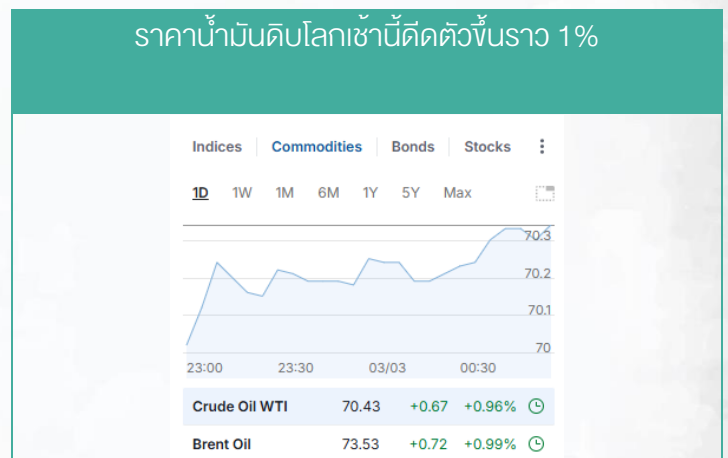 ราคาน้ำมันดิบโลกเช้านี้ดีดตัวขึ้นราว 1%
Indices Commodities Bonds Stocks
1D 1W 1M 6M 1Y 5Y Max
70.3
70.2
70.1
70
23:00 23:30 03/03 00:30
Crude Oil WTI 70.43 +0.67 +0.96%
Brent Oil 73.53 +0.72 +0.99%